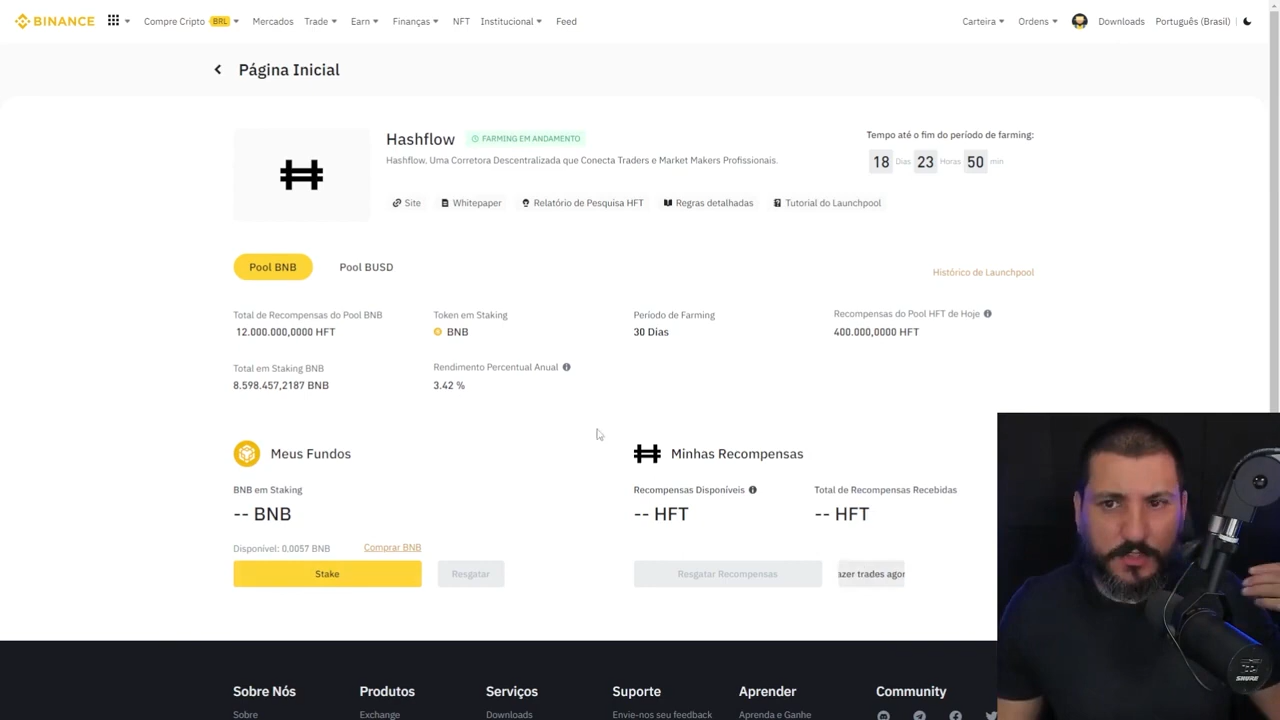 BINANCE Compre Cripto BRL Mercados Trade Earn Finanças NFT Institucional Feed Carteira Ordens Downloads Português (Brasil)
Página Inicial
Hashflow FARMING EM ANDAMENTO
Hashflow. Uma Corretora Descentralizada que Conecta Traders e Market Makers Profissionais.
Tempo até o fim do período de farming:
18 Dias 23 Horas 50 min
Site Whitepaper Relatório de Pesquisa HFT Regras detalhadas Tutorial do Launchpool
Pool BNB Pool BUSD
Histórico de Launchpool
Total de Recompensas do Pool BNB Token em Staking Período de Farming Recompensas do Pool HFT de Hoje
12.000.000,0000 HFT BNB 30 Dias 400.000,0000 HFT
Total em Staking BNB Rendimento Percentual Anual
8.598.457,2187 BNB 3.42 %
Meus Fundos Minhas Recompensas
BNB em Staking Recompensas Disponíveis Total de Recompensas Recebidas
-- BNB -- HFT -- HFT
Disponível: 0.0057 BNB Comprar BNB
Stake Resgatar Resgatar Recompensas azer trades agor
Sobre Nós Produtos Serviços Suporte Aprender Community
Sobre Exchange Downloads Envie-nos seu feedback Aprenda e Ganhe
SHURE